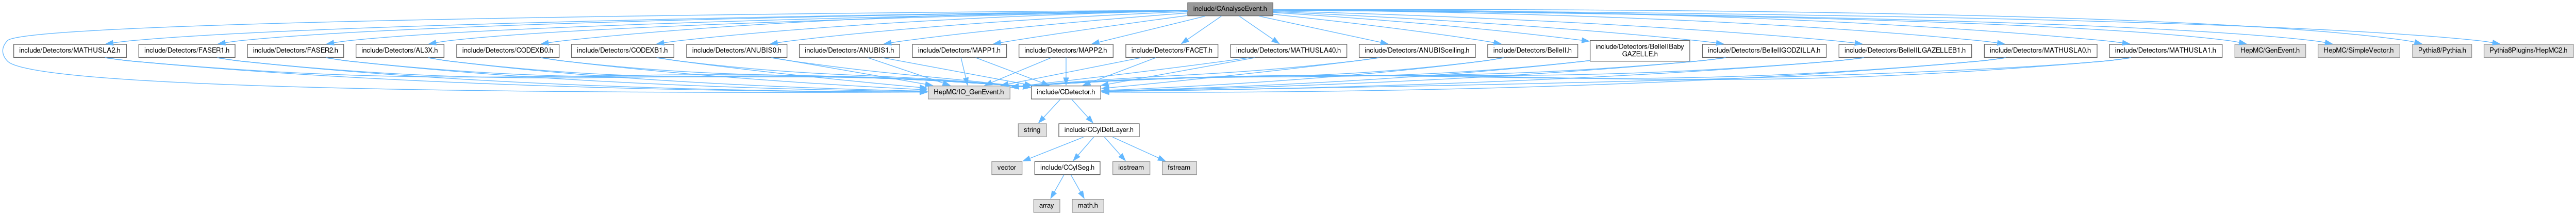 include/CAnalyseEvent.h
include/Detectors/MATHUSLA2.h
include/Detectors/FASER1.h
include/Detectors/FASER2.h
include/Detectors/AL3X.h
include/Detectors/CODEXB0.h
include/Detectors/CODEXB1.h
include/Detectors/ANUBIS0.h
include/Detectors/ANUBIS1.h
include/Detectors/MAPP1.h
include/Detectors/MAPP2.h
include/Detectors/FACET.h
include/Detectors/MATHUSLA40.h
include/Detectors/ANUBISceiling.h
include/Detectors/BelleII.h
include/Detectors/BelleIIBaby
GAZELLE.h
include/Detectors/BelleIIGODZILLA.h
include/Detectors/BelleIILGAZELLEB1.h
include/Detectors/MATHUSLA0.h
include/Detectors/MATHUSLA1.h
HepMC/GenEvent.h
HepMC/SimpleVector.h
Pythia8/Pythia.h
Pythia8Plugins/HepMC2.h
HepMC/IO_GenEvent.h
include/CDetector.h
string
include/CCylDetLayer.h
vector
include/CCylSeg.h
iostream
fstream
array
math.h